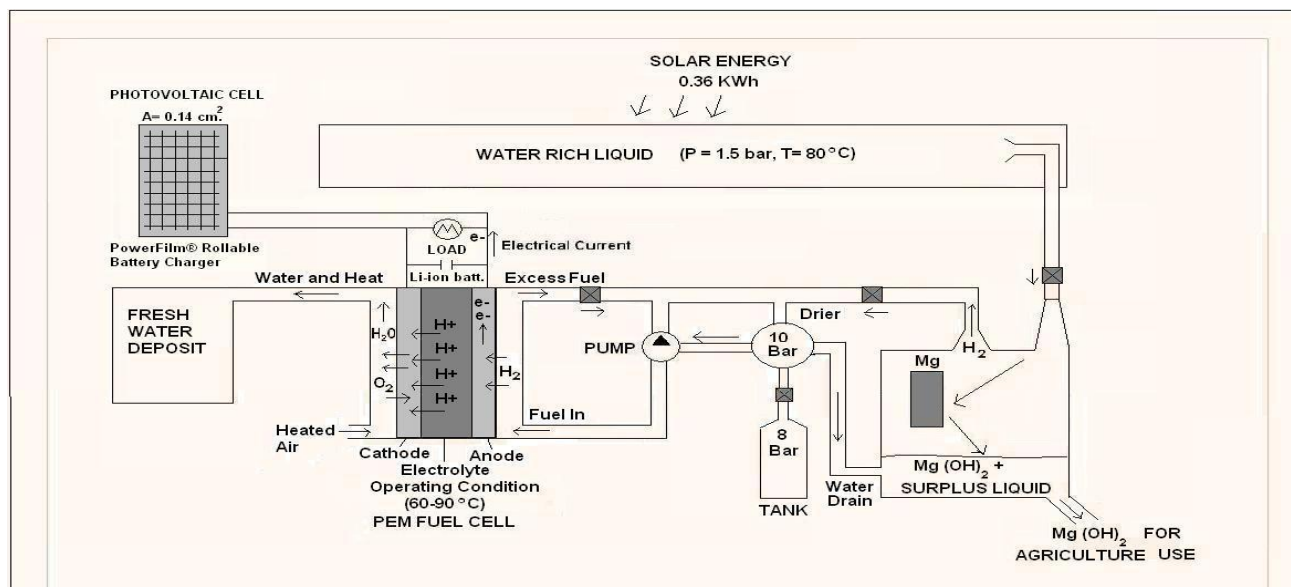 SOLAR ENERGY
0.36 KWh
PHOTOVOLTAIC CELL
A= 0.14 cm.²
WATER RICH LIQUID (P = 1.5 bar, T= 80°C)
PowerFilm® Rollable
Battery Charger
e-
LOAD
Electrical Current
Li-ion batt.
Water and Heat
Excess Fuel
FRESH
WATER
DEPOSIT
H₂O
O₂
H+
H+
H+
H+
e-
e-
H₂
PUMP
Drier
10
Bar
H₂
Mg
Fuel In
Heated
Air
8
Bar
TANK
Water
Drain
Cathode
Anode
Electrolyte
Operating Condition
(60-90 °C)
PEM FUEL CELL
Mg (OH)₂ +
SURPLUS LIQUID
Mg (OH)₂ FOR
AGRICULTURE USE